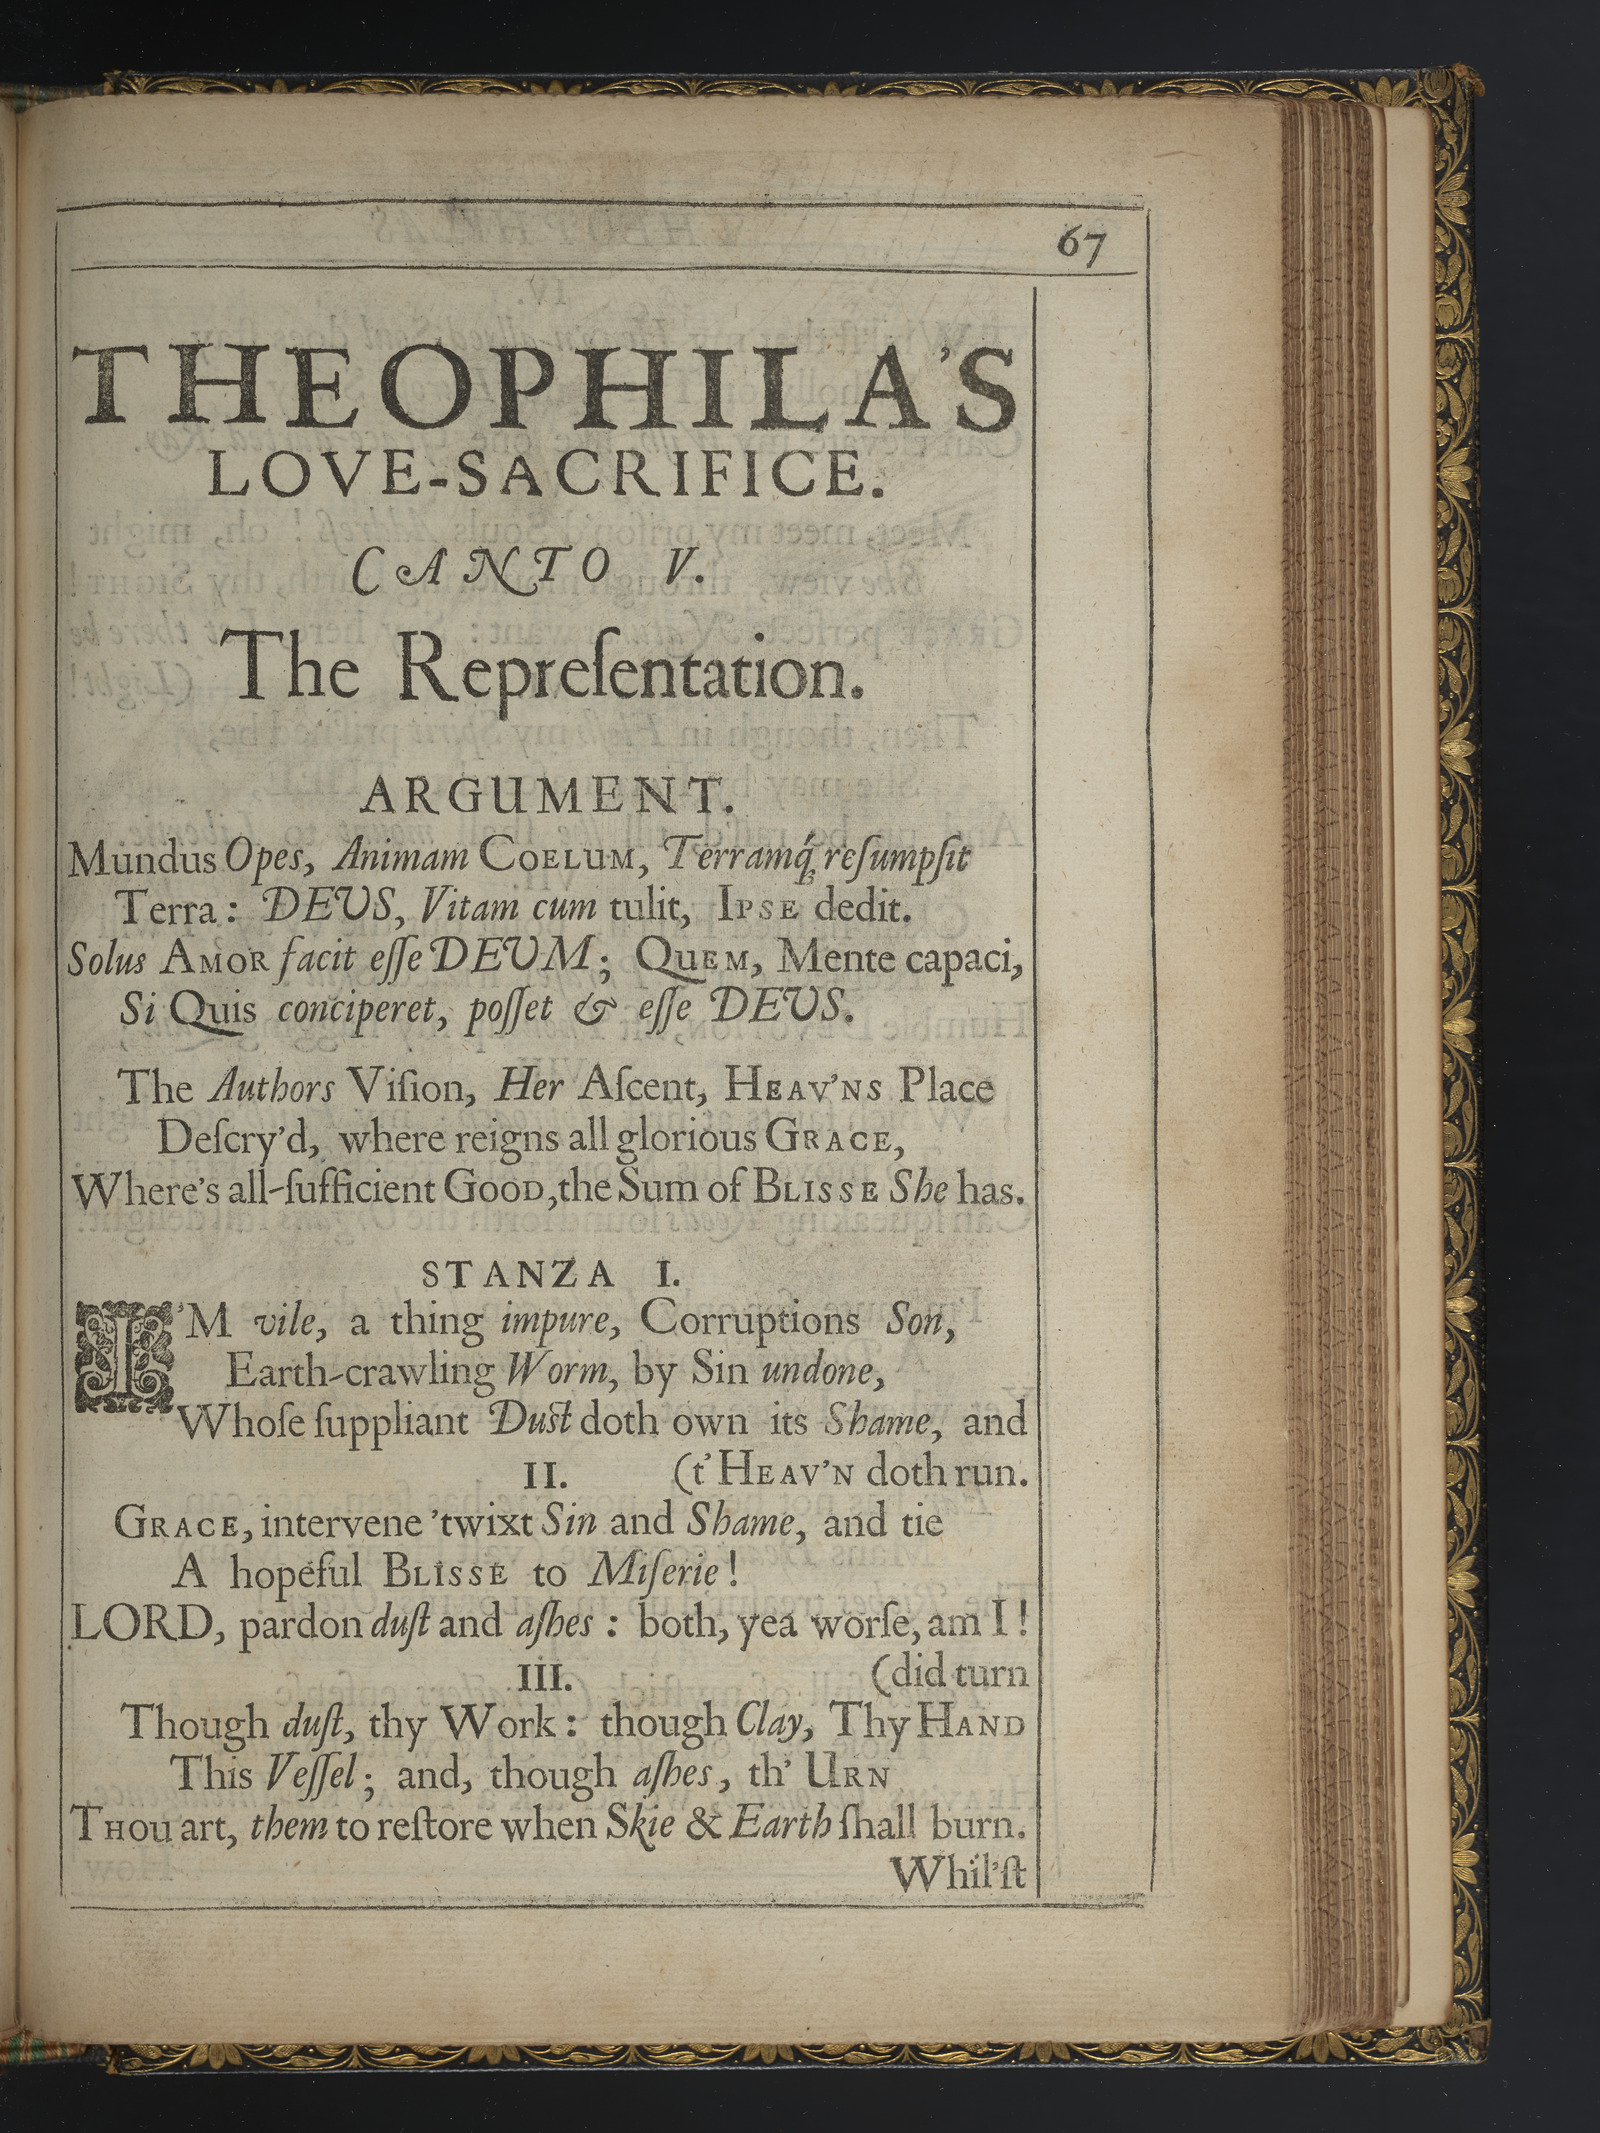 67
THEOPHILA'S
LOVE-SACRIFICE.
CANTO V.
The Repreſentation.
ARGUMENT.
Mundus Opes, Animam COELUM, Terramq́; reſumpſit
Terra: DEUS, Vitam cum tulit, IPSE dedit.
Solus AMOR facit eſſe DEUM; QUEM, Mente capaci,
Si Quis conciperet, poſſet & eſſe DEUS.
The Authors Viſion, Her Aſcent, HEAV'NS Place
Deſcry'd, where reigns all glorious GRACE,
Where's all-ſufficient GOOD, the Sum of BLISSE She has.
STANZA I.
I'M vile, a thing impure, Corruptions Son,
Earth-crawling Worm, by Sin undone,
Whoſe ſuppliant Duſt doth own its Shame, and
II. (t' HEAV'N doth run.
GRACE, intervene 'twixt Sin and Shame, and tie
A hopeful BLISSE to Miſerie!
LORD, pardon duſt and aſhes: both, yea worſe, am I!
III. (did turn
Though duſt, thy Work: though Clay, Thy HAND
This Veſſel; and, though aſhes, th' URN
THOU art, them to reſtore when Skie & Earth ſhall burn.
Whil'ſt